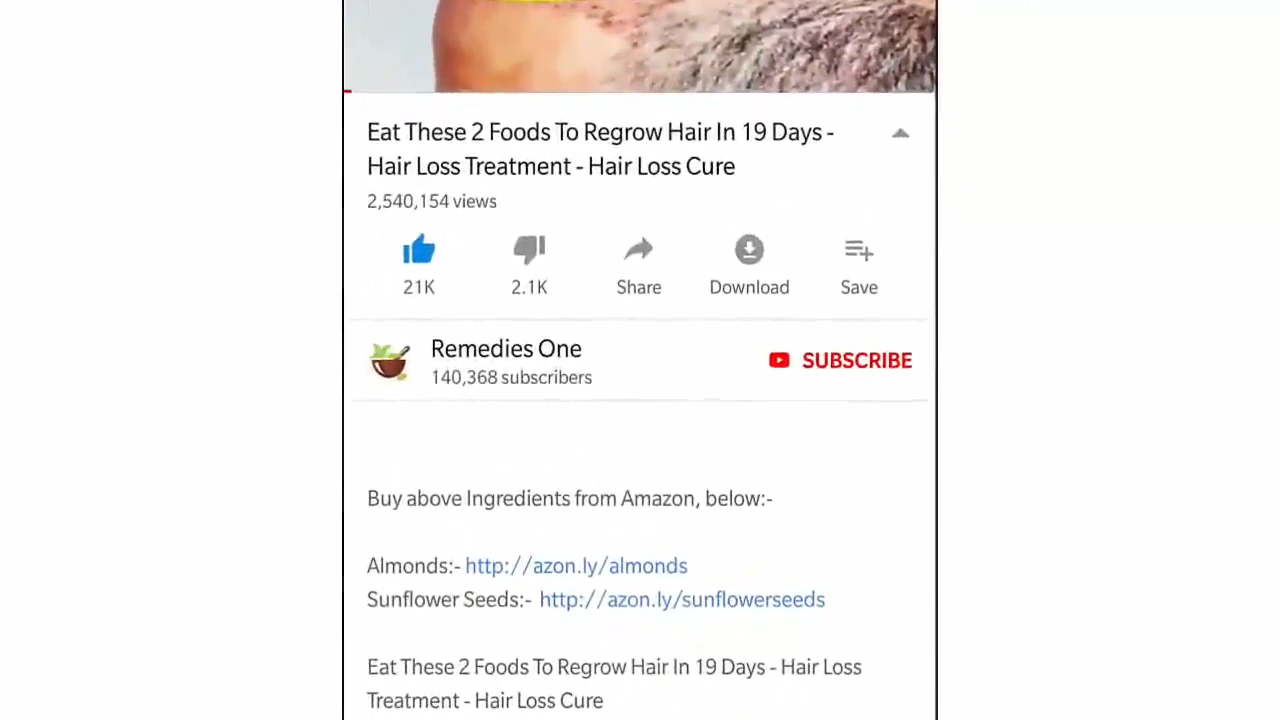 Eat These 2 Foods To Regrow Hair In 19 Days -
Hair Loss Treatment - Hair Loss Cure
2,540,154 views
21K
2.1K
Share
Download
Save
Remedies One
140,368 subscribers
SUBSCRIBE
Buy above Ingredients from Amazon, below:-
Almonds:- http://azon.ly/almonds
Sunflower Seeds:- http://azon.ly/sunflowerseeds
Eat These 2 Foods To Regrow Hair In 19 Days - Hair Loss
Treatment - Hair Loss Cure